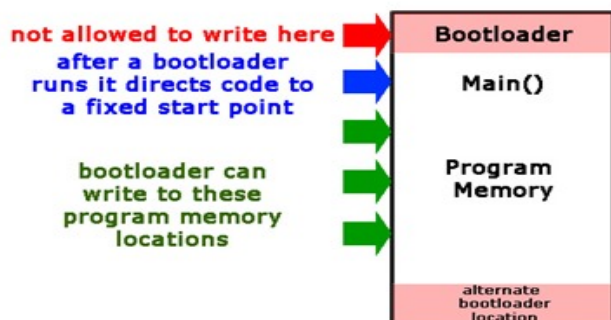 not allowed to write here
after a bootloader
runs it directs code to
a fixed start point
bootloader can
write to these
program memory
locations
Bootloader
Main()
Program
Memory
alternate
bootloader
location